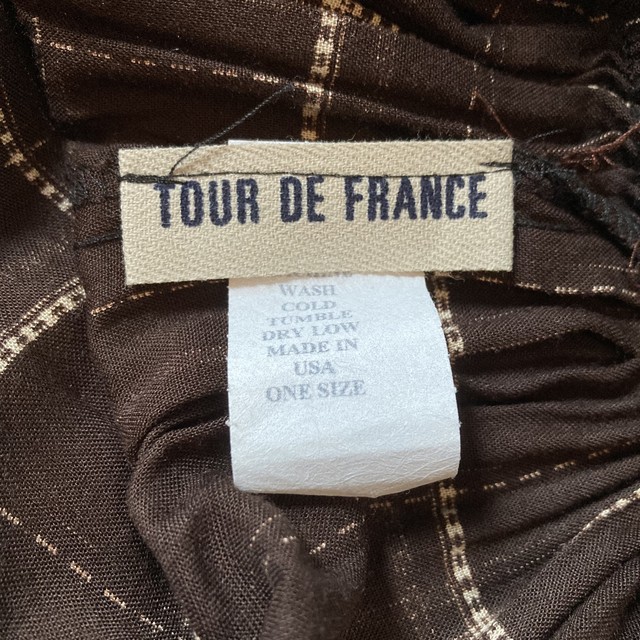 TOUR DE FRANCE
WASH
COLD
TUMBLE
DRY LOW
MADE IN
USA
ONE SIZE